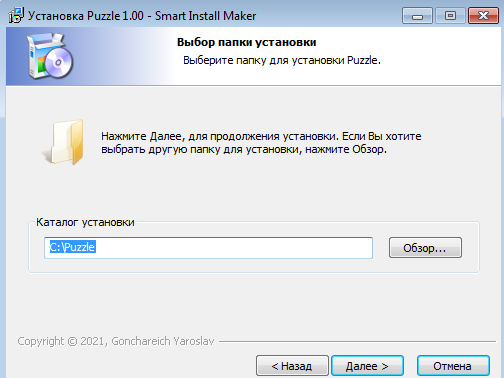 Установка Puzzle 1.00 - Smart Install Maker
Выбор папки установки
Выберите папку для установки Puzzle.
Нажмите Далее, для продолжения установки. Если Вы хотите
выбрать другую папку для установки, нажмите Обзор.
Каталог установки
C:\Puzzle
Обзор...
Copyright © 2021, Gonchareich Yaroslav
< Назад
Далее >
Отмена